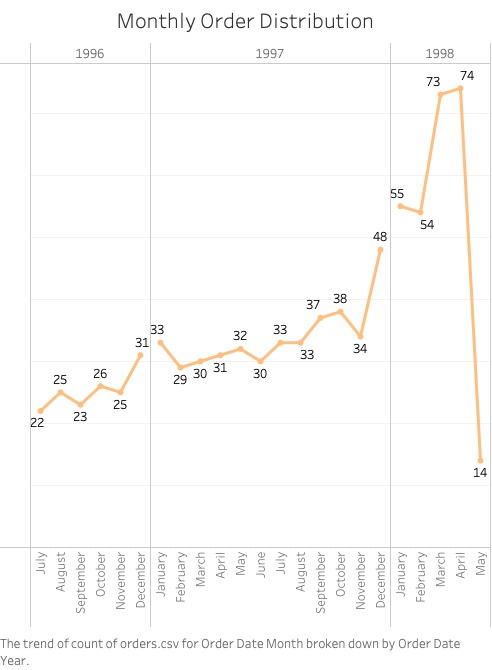 Monthly Order Distribution
1996 1997 1998
22 25 23 26 25 31 33 29 30 31 32 30 33 33 37 38 34 48 55 54 73 74 14
July August September October November December January February March April May June July August September October November December January February March April May
The trend of count of orders.csv for Order Date Month broken down by Order Date
Year.